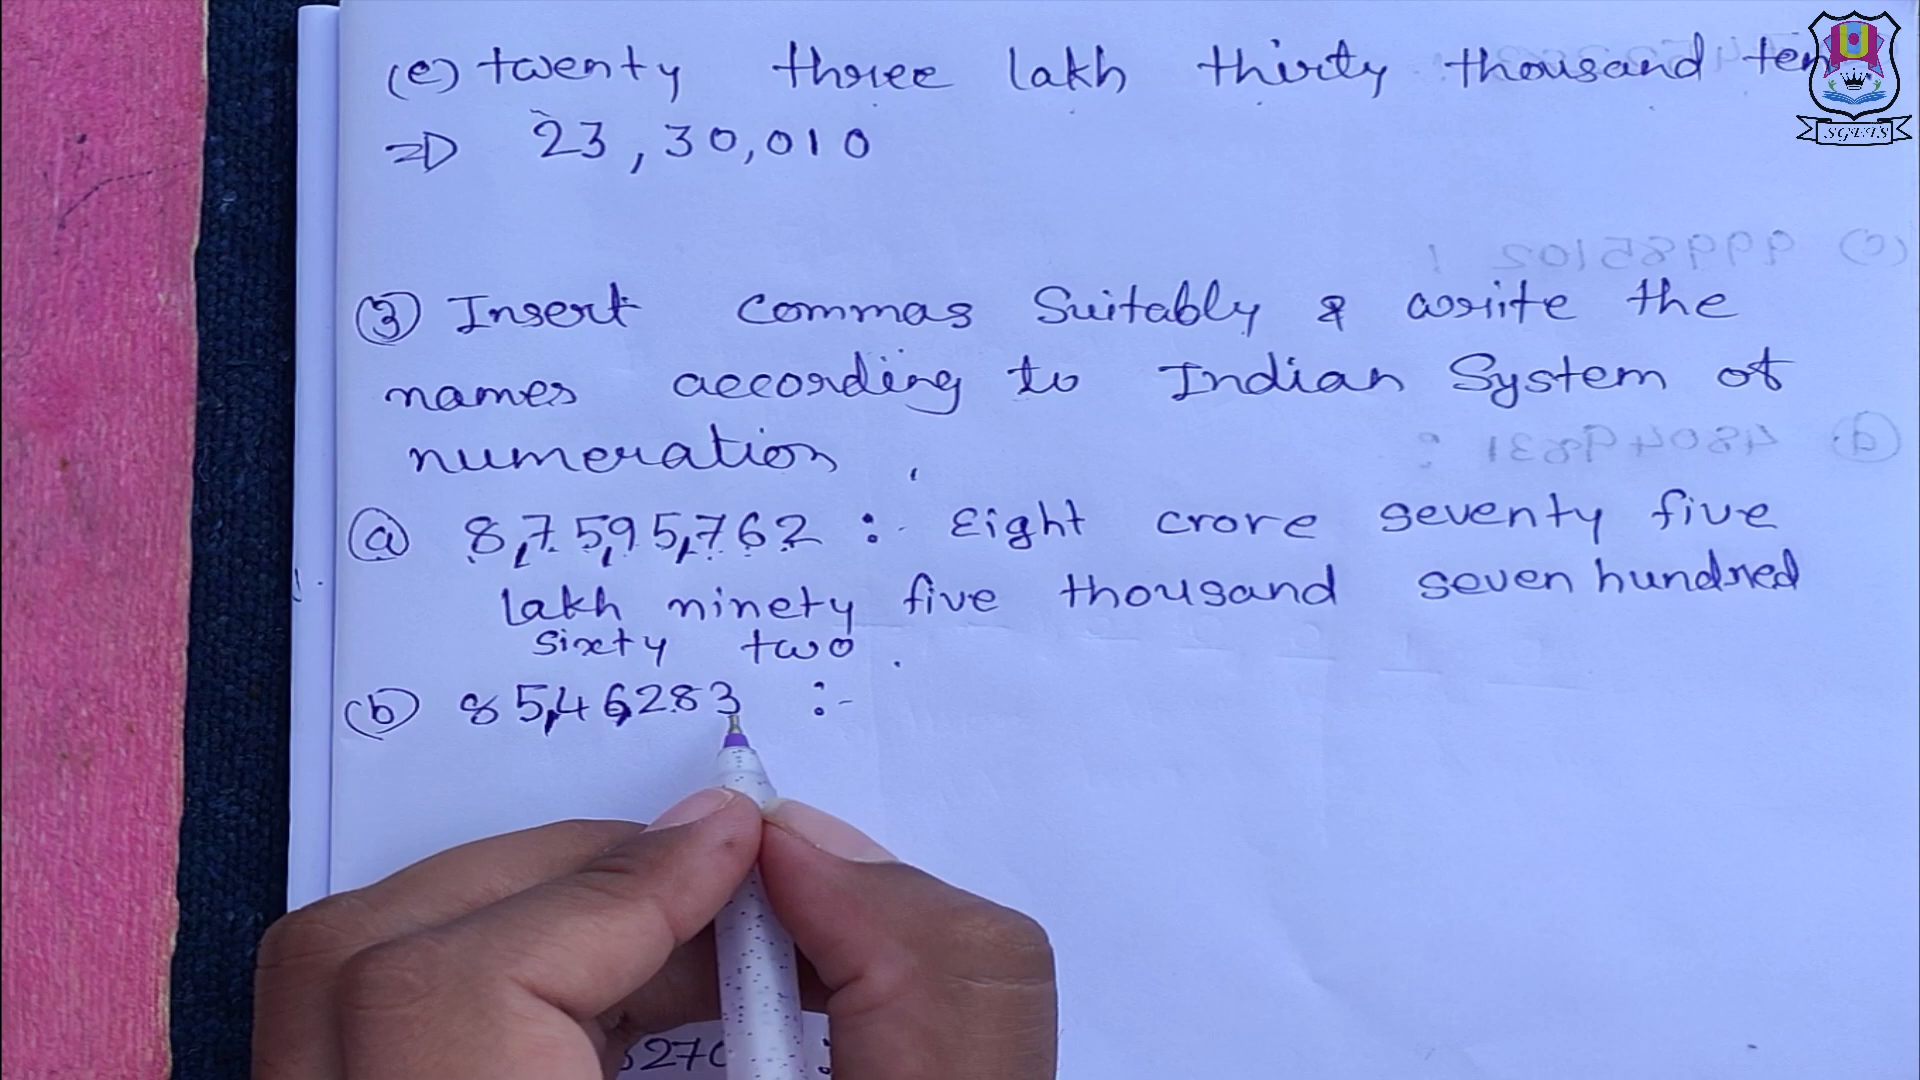 (e) twenty three lakh thirty thousand ten
⇒ 23,30,010
③ Insert commas suitably & write the
names according to Indian System of
numeration.
ⓐ 8,75,95,762 :- Eight crore seventy five
lakh ninety five thousand seven hundred
sixty two.
ⓑ 85,46,283 :-
SGEIS